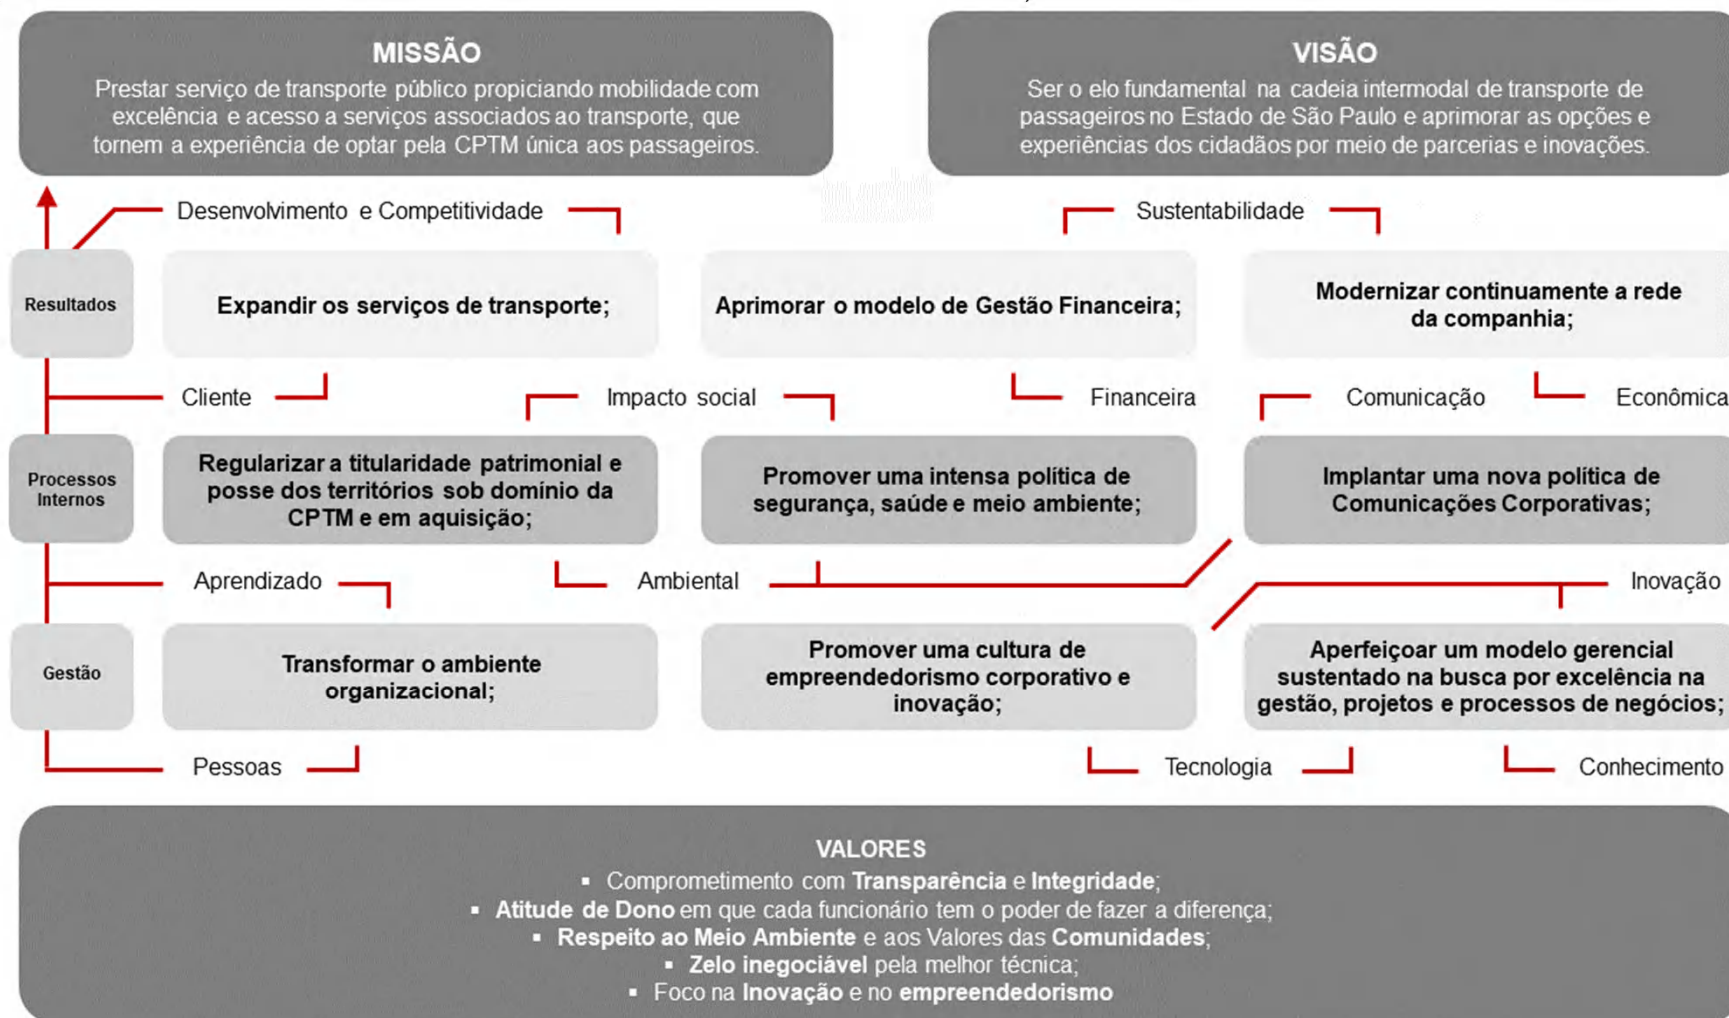 MISSÃO
Prestar serviço de transporte público propiciando mobilidade com
excelência e acesso a serviços associados ao transporte, que
tornem a experiência de optar pela CPTM única aos passageiros.
VISÃO
Ser o elo fundamental na cadeia intermodal de transporte de
passageiros no Estado de São Paulo e aprimorar as opções e
experiências dos cidadãos por meio de parcerias e inovações.
Desenvolvimento e Competitividade
Sustentabilidade
Resultados
Expandir os serviços de transporte;
Aprimorar o modelo de Gestão Financeira;
Modernizar continuamente a rede
da companhia;
Cliente
Impacto social
Financeira
Comunicação
Econômica
Processos
Internos
Regularizar a titularidade patrimonial e
posse dos territórios sob domínio da
CPTM e em aquisição;
Promover uma intensa política de
segurança, saúde e meio ambiente;
Implantar uma nova política de
Comunicações Corporativas;
Aprendizado
Ambiental
Inovação
Gestão
Transformar o ambiente
organizacional;
Promover uma cultura de
empreendedorismo corporativo e
inovação;
Aperfeiçoar um modelo gerencial
sustentado na busca por excelência na
gestão, projetos e processos de negócios;
Pessoas
Tecnologia
Conhecimento
VALORES
▪ Comprometimento com Transparência e Integridade;
▪ Atitude de Dono em que cada funcionário tem o poder de fazer a diferença;
▪ Respeito ao Meio Ambiente e aos Valores das Comunidades;
▪ Zelo inegociável pela melhor técnica;
▪ Foco na Inovação e no empreendedorismo